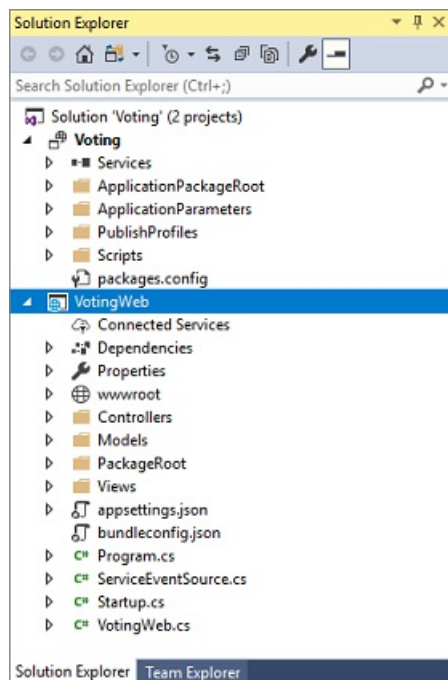 Solution Explorer
Search Solution Explorer (Ctrl+;)
Solution 'Voting' (2 projects)
Voting
Services
ApplicationPackageRoot
ApplicationParameters
PublishProfiles
Scripts
packages.config
VotingWeb
Connected Services
Dependencies
Properties
wwwroot
Controllers
Models
PackageRoot
Views
appsettings.json
bundleconfig.json
C# Program.cs
C# ServiceEventSource.cs
C# Startup.cs
C# VotingWeb.cs
Solution Explorer Team Explorer